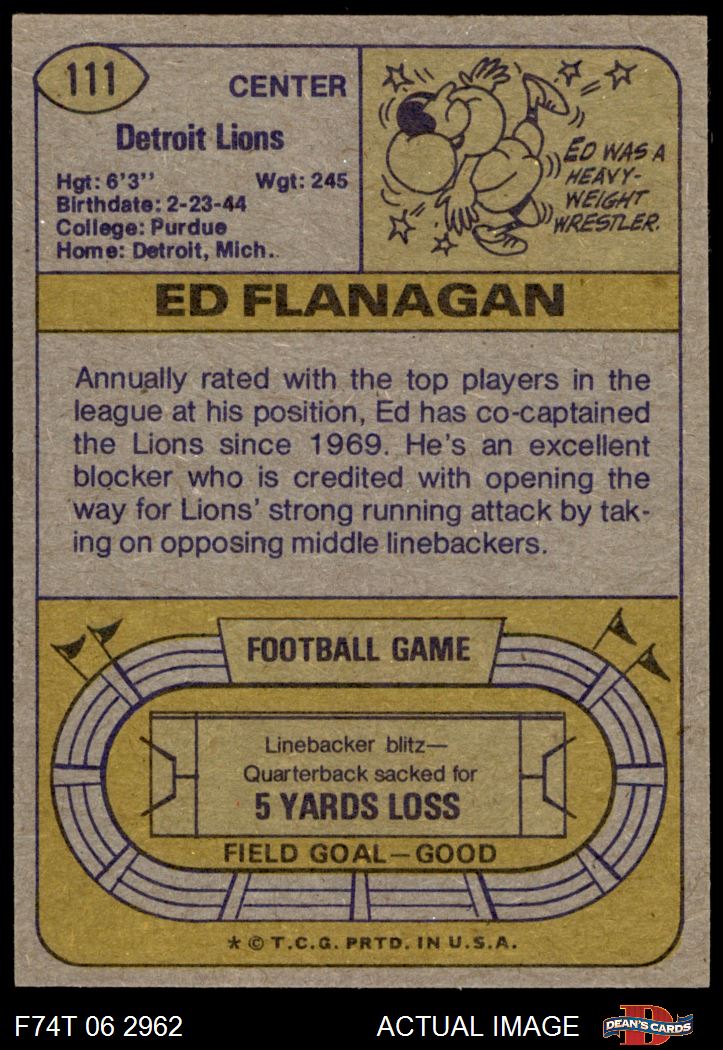 111
CENTER
Detroit Lions
Hgt: 6'3" Wgt: 245
Birthdate: 2-23-44
College: Purdue
Home: Detroit, Mich.
ED WAS A
HEAVY-
WEIGHT
WRESTLER.
ED FLANAGAN
Annually rated with the top players in the
league at his position, Ed has co-captained
the Lions since 1969. He's an excellent
blocker who is credited with opening the
way for Lions' strong running attack by tak-
ing on opposing middle linebackers.
FOOTBALL GAME
Linebacker blitz—
Quarterback sacked for
5 YARDS LOSS
FIELD GOAL—GOOD
* © T.C.G. PRTD. IN U.S.A.
F74T 06 2962 ACTUAL IMAGE
D
DEAN'S CARDS